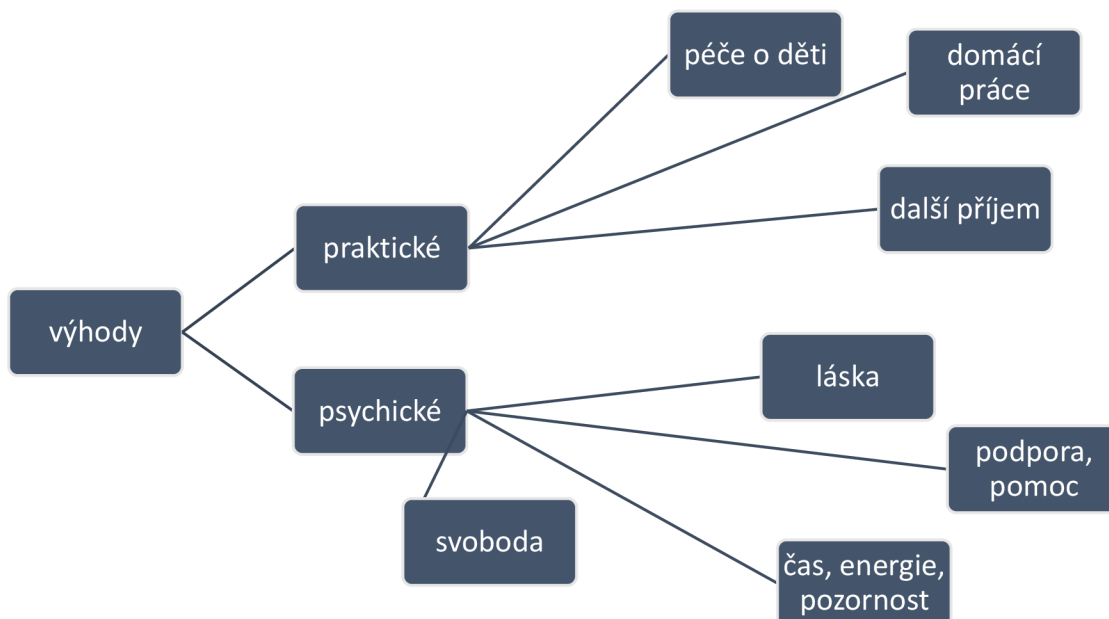 péče o děti
domácí
práce
další příjem
praktické
výhody
psychické
láska
podpora,
pomoc
svoboda
čas, energie,
pozornost